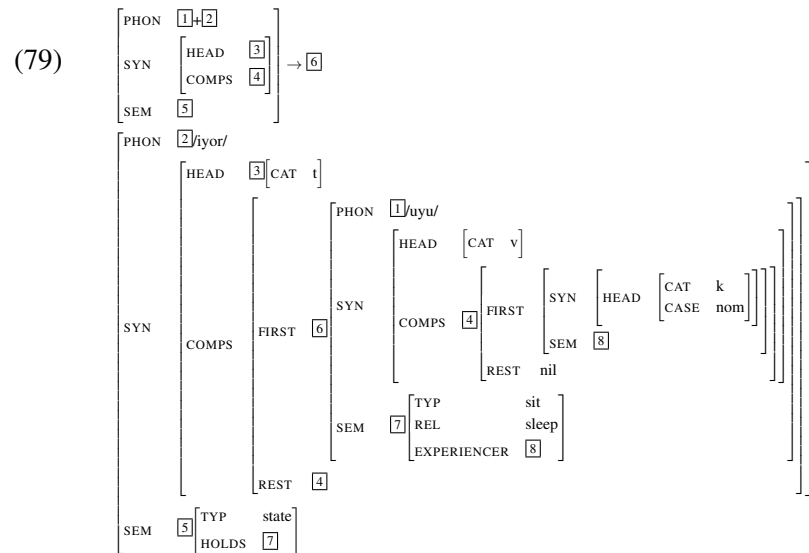 (79)
PHON 1+2
SYN HEAD 3
COMPS 4
→ 6
SEM 5
PHON 2/iyor/
HEAD 3[CAT t]
PHON 1/uyu/
HEAD [CAT v]
SYN HEAD CAT k
CASE nom
SYN COMPS 4 FIRST
SEM 8
REST nil
SYN COMPS FIRST 6
TYP sit
SEM 7 REL sleep
EXPERIENCER 8
REST 4
SEM 5 TYP state
HOLDS 7